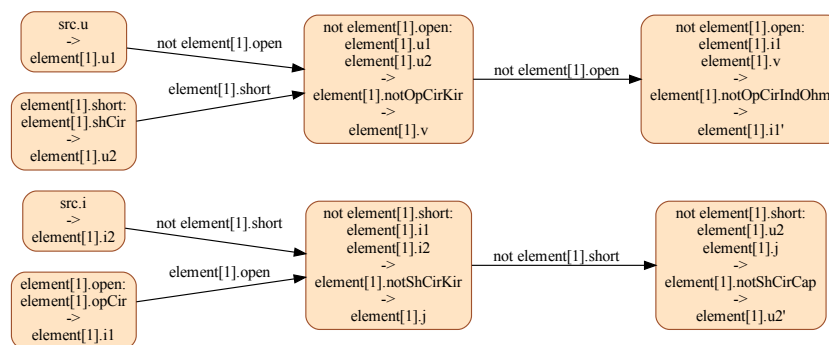 src.u
->
element[1].u1
not element[1].open
element[1].short:
element[1].shCir
->
element[1].u2
element[1].short
not element[1].open:
element[1].u1
element[1].u2
->
element[1].notOpCirKir
->
element[1].v
not element[1].open
not element[1].open:
element[1].i1
element[1].v
->
element[1].notOpCirIndOhm
->
element[1].i1'
src.i
->
element[1].i2
not element[1].short
element[1].open:
element[1].opCir
->
element[1].i1
element[1].open
not element[1].short:
element[1].i1
element[1].i2
->
element[1].notShCirKir
->
element[1].j
not element[1].short
not element[1].short:
element[1].u2
element[1].j
->
element[1].notShCirCap
->
element[1].u2'